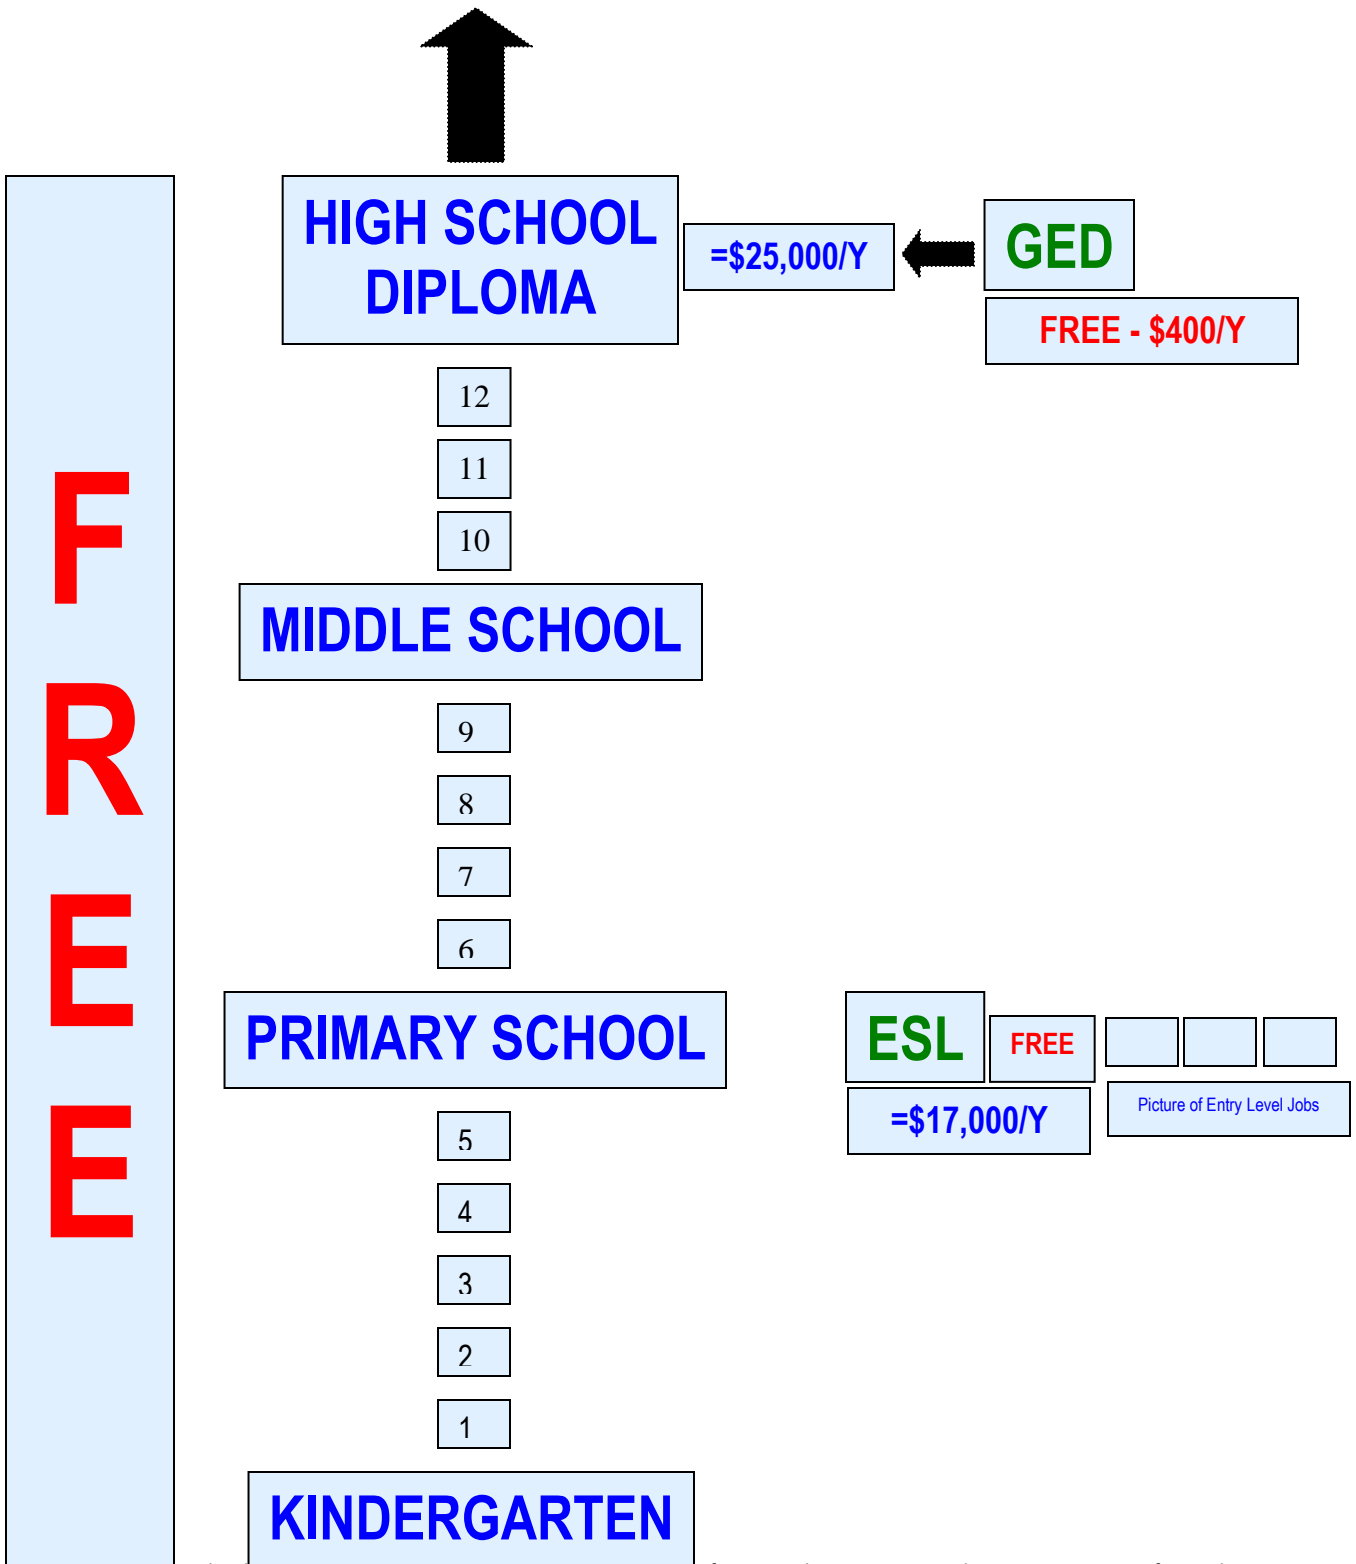 HIGH SCHOOL
DIPLOMA
=$25,000/Y
GED
FREE - $400/Y
12
11
10
MIDDLE SCHOOL
9
8
7
6
PRIMARY SCHOOL
ESL
FREE
=$17,000/Y
Picture of Entry Level Jobs
5
4
3
2
1
KINDERGARTEN
F
R
E
E